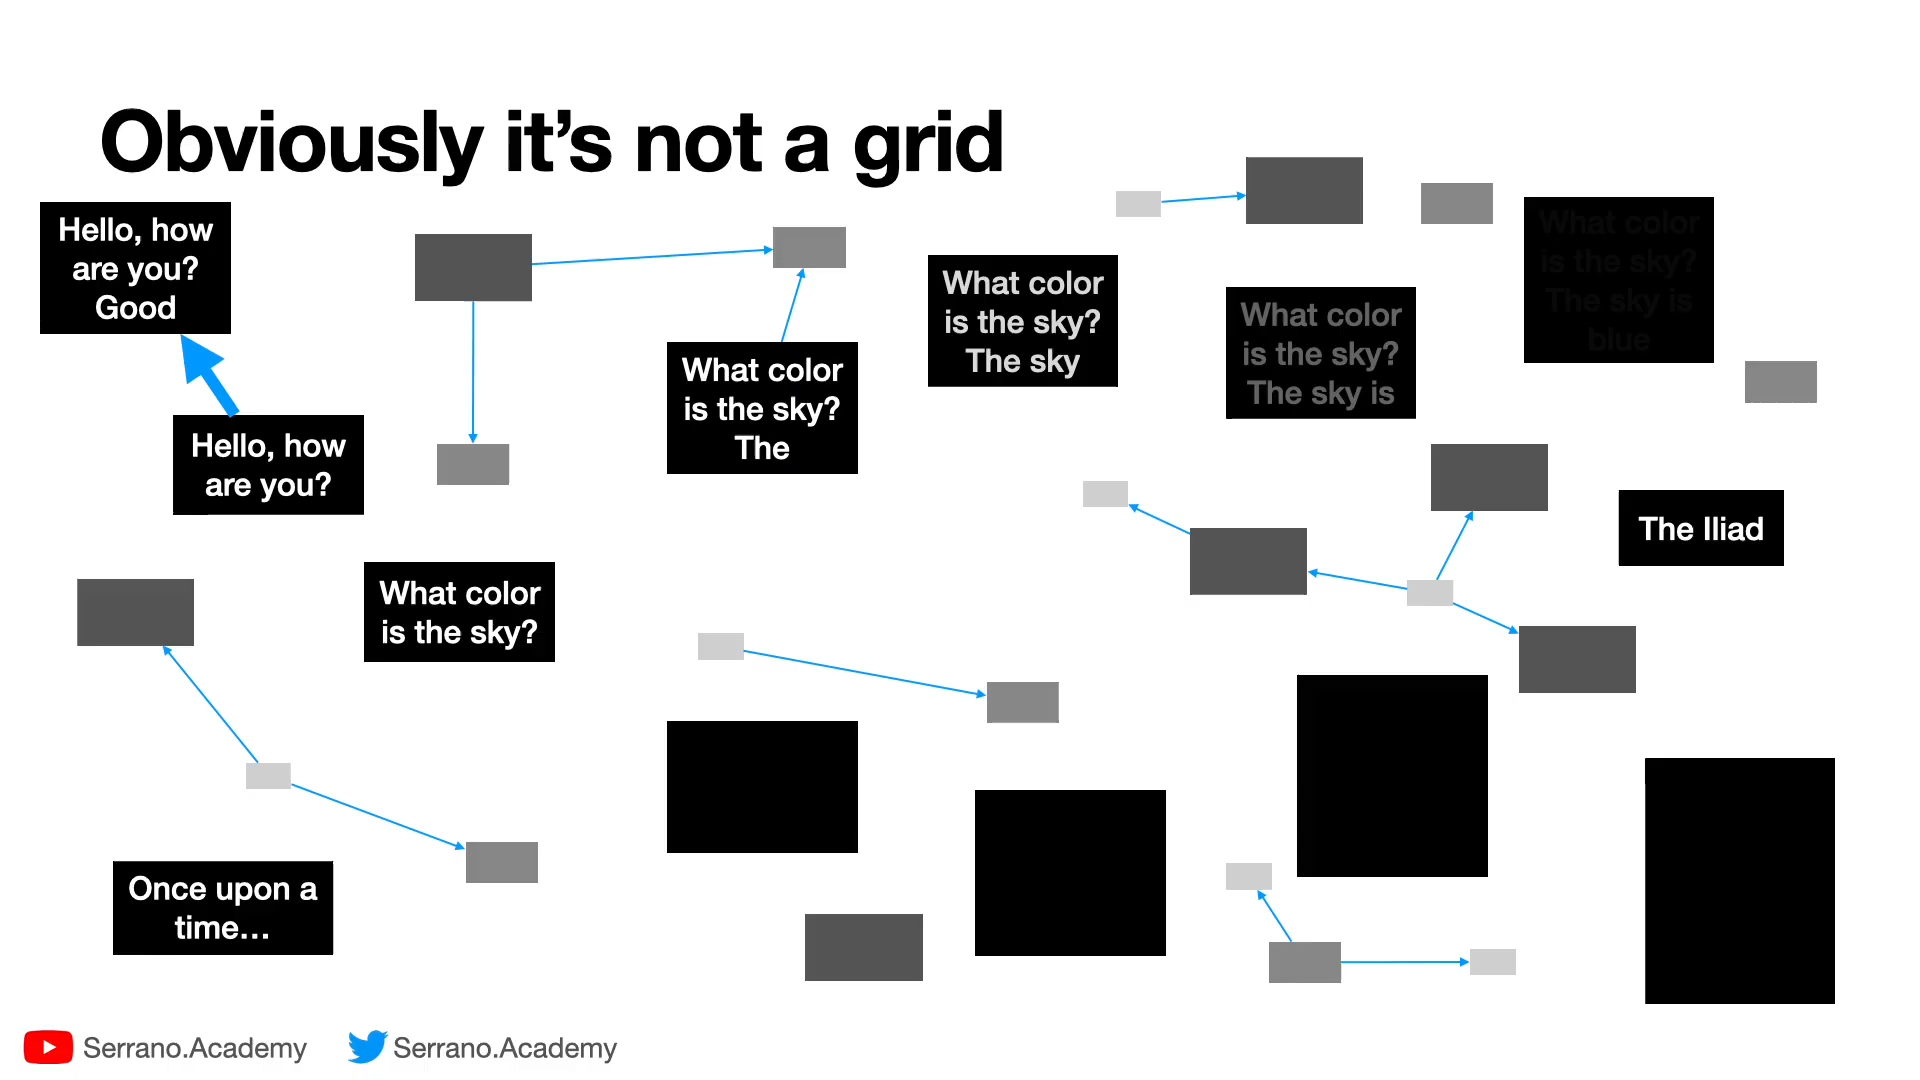 Obviously it’s not a grid
Hello, how
are you?
Good
Hello, how
are you?
What color
is the sky?
The
What color
is the sky?
The sky
What color
is the sky?
The sky is
What color
is the sky?
The sky is
blue
The Iliad
What color
is the sky?
Once upon a
time…
Serrano.Academy
Serrano.Academy